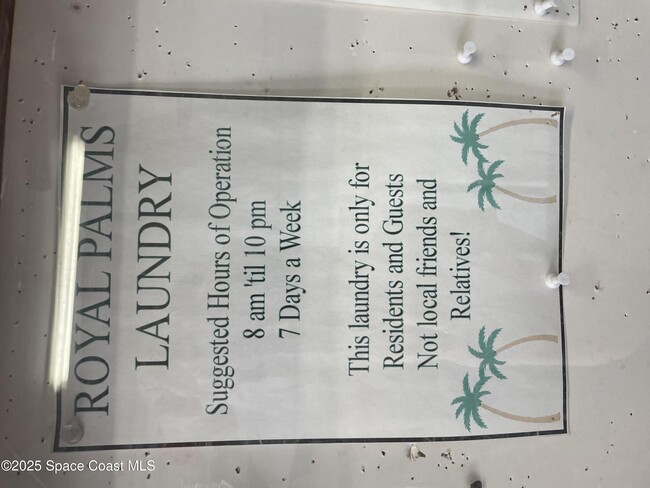 ROYAL PALMS
LAUNDRY
Suggested Hours of Operation
8 am 'til 10 pm
7 Days a Week
This laundry is only for
Residents and Guests
Not local friends and
Relatives!
©2025 Space Coast MLS